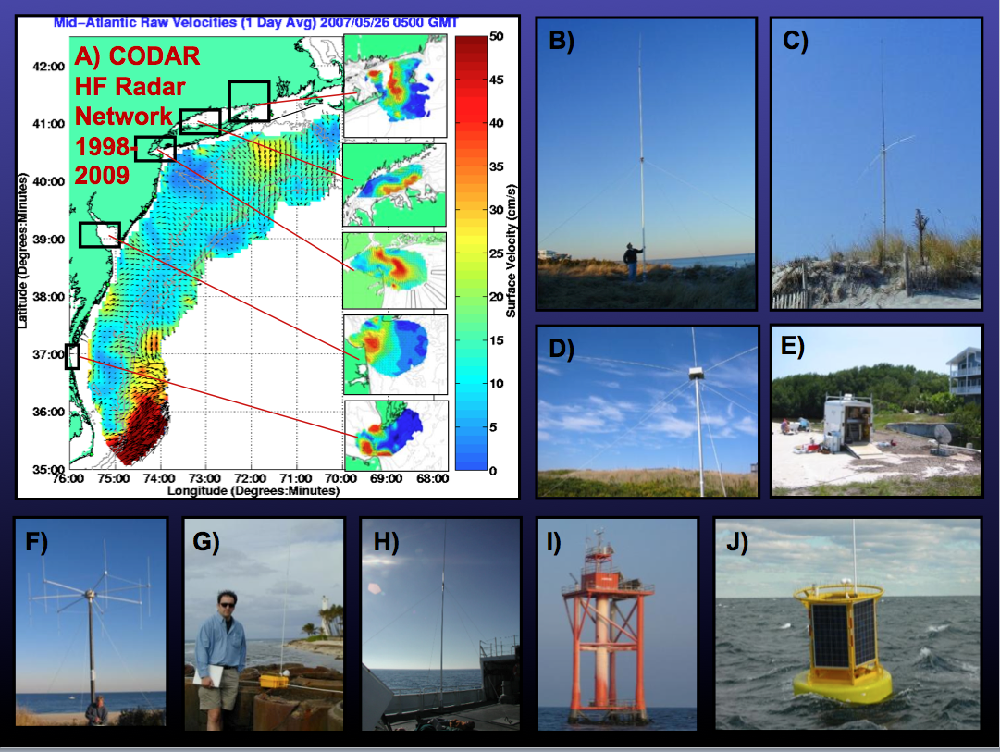 Mid-Atlantic Raw Velocities (1 Day Avg) 2007/05/26 0500 GMT
A) CODAR
HF Radar
Network
1998-
2009
42:00
41:00
40:00
39:00
38:00
37:00
36:00
35:00
Latitude (Degrees:Minutes)
76:00 75:00 74:00 73:00 72:00 71:00 70:00 69:00 68:00
Longitude (Degrees:Minutes)
50
45
40
35
30
25
20
15
10
5
0
Surface Velocity (cm/s)
B)
C)
D)
E)
F)
G)
H)
I)
J)